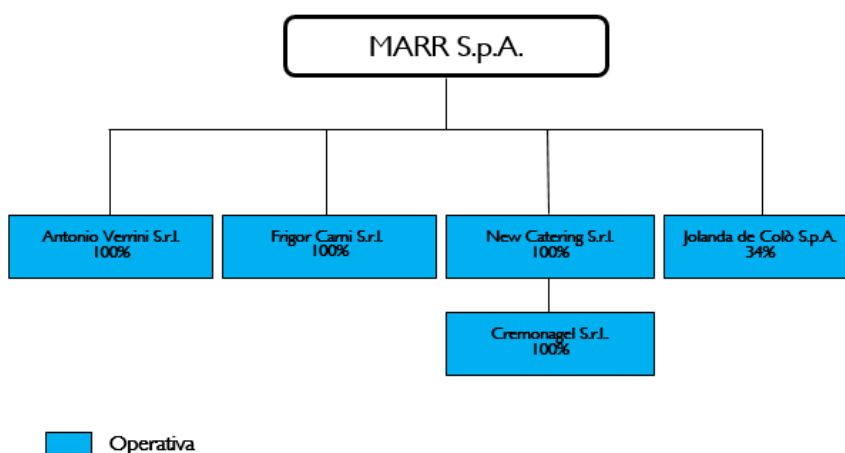 MARR S.p.A.
Antonio Verrini S.r.l.
100%
Frigor Carni S.r.l.
100%
New Catering S.r.l.
100%
Jolanda de Colò S.p.A.
34%
Cremonagel S.r.l.
100%
Operativa